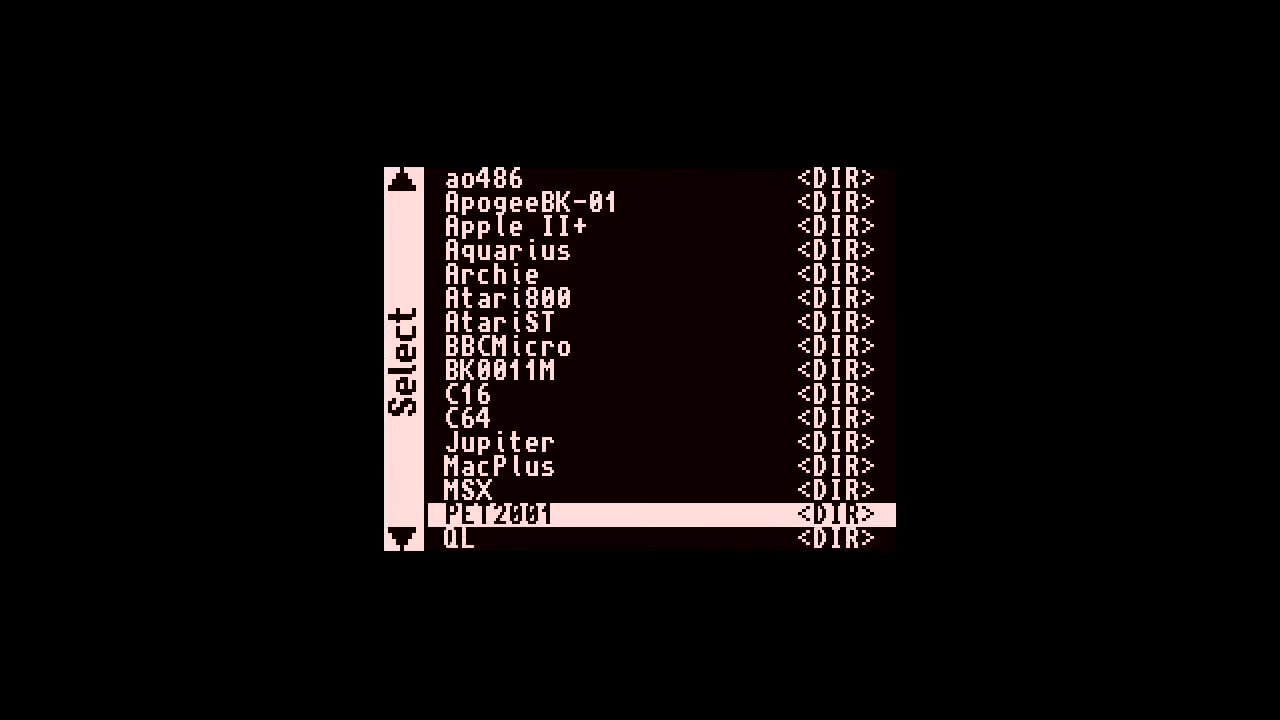 Select
ao486 <DIR>
ApogeeBK-01 <DIR>
Apple II+ <DIR>
Aquarius <DIR>
Archie <DIR>
Atari800 <DIR>
AtariST <DIR>
BBCMicro <DIR>
BK0011M <DIR>
C16 <DIR>
C64 <DIR>
Jupiter <DIR>
MacPlus <DIR>
MSX <DIR>
PET2001 <DIR>
QL <DIR>